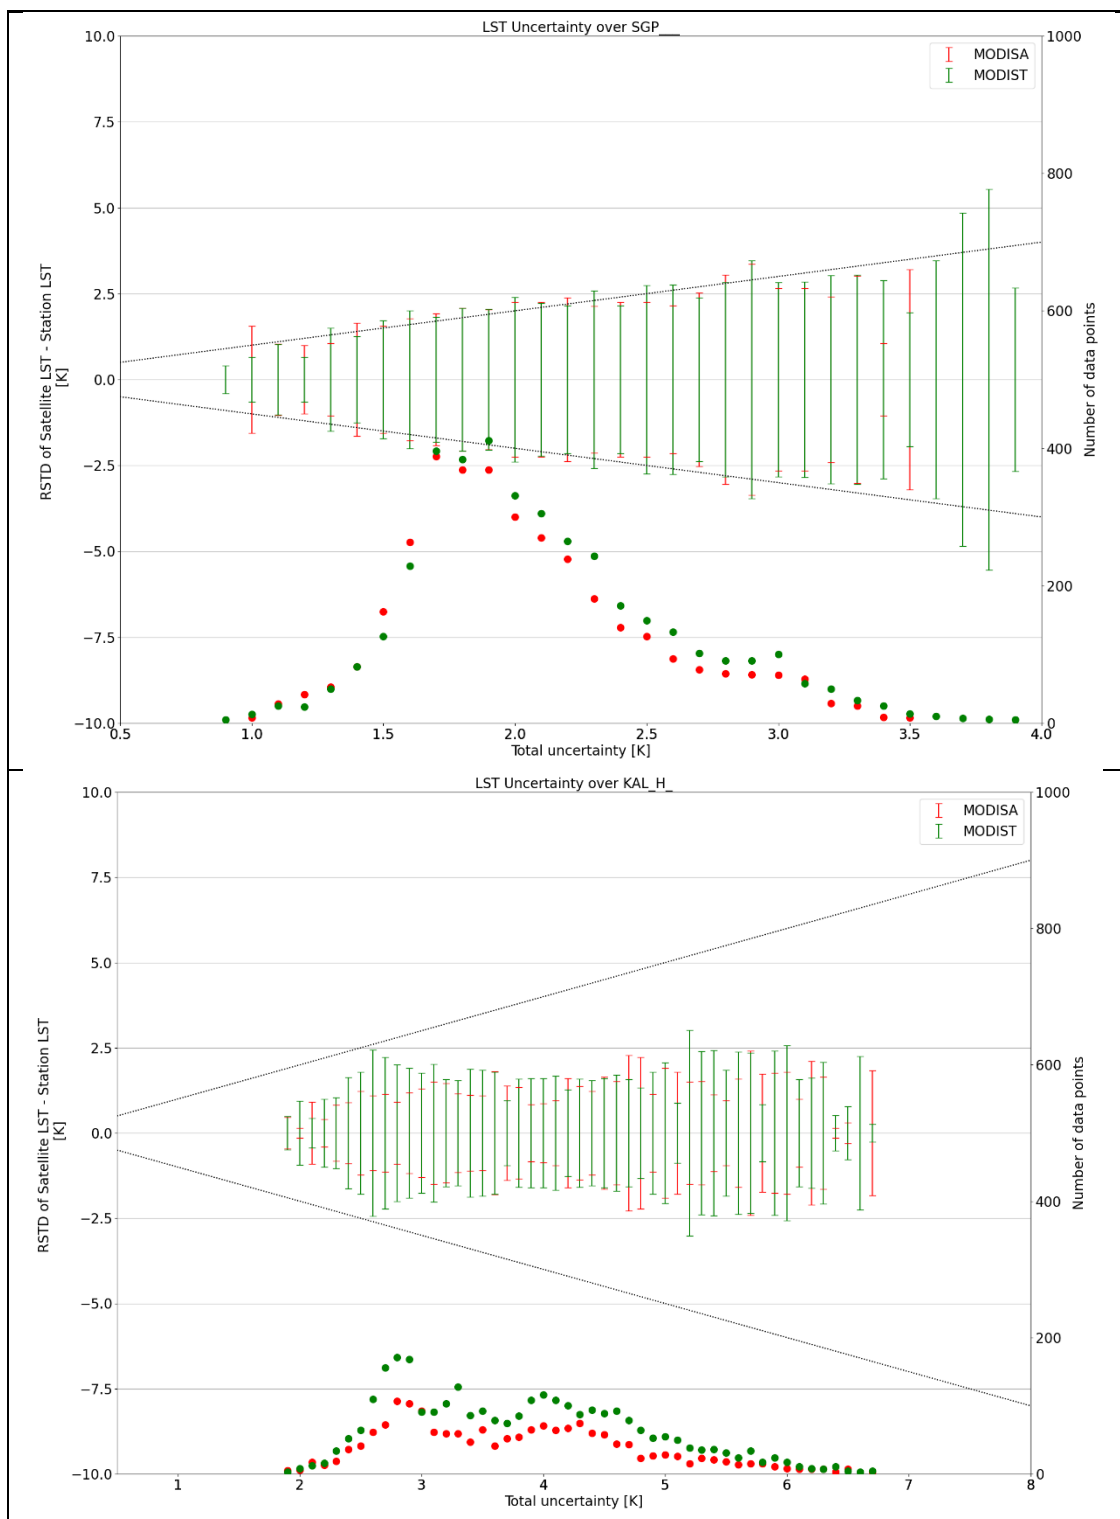 LST Uncertainty over SGP___
10.0
7.5
5.0
2.5
0.0
−2.5
−5.0
−7.5
−10.0
RSTD of Satellite LST - Station LST
[K]
MODISA
MODIST
1000
800
600
400
200
0
Number of data points
0.5 1.0 1.5 2.0 2.5 3.0 3.5 4.0
Total uncertainty [K]
LST Uncertainty over KAL_H_
10.0
7.5
5.0
2.5
0.0
−2.5
−5.0
−7.5
−10.0
RSTD of Satellite LST - Station LST
[K]
MODISA
MODIST
1000
800
600
400
200
0
Number of data points
1 2 3 4 5 6 7 8
Total uncertainty [K]